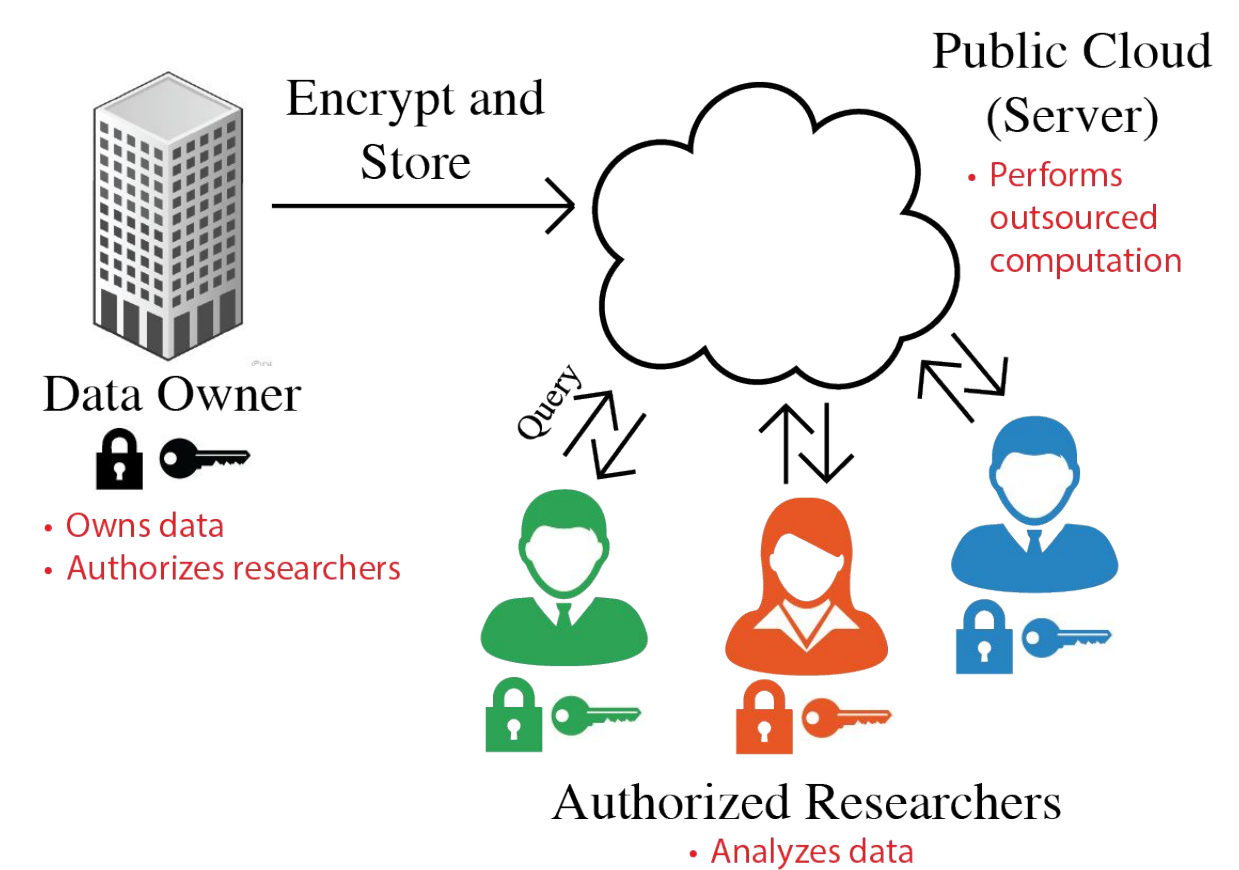 Encrypt and
Store
Public Cloud
(Server)
• Performs
outsourced
computation
Data Owner
• Owns data
• Authorizes researchers
Query
Authorized Researchers
• Analyzes data